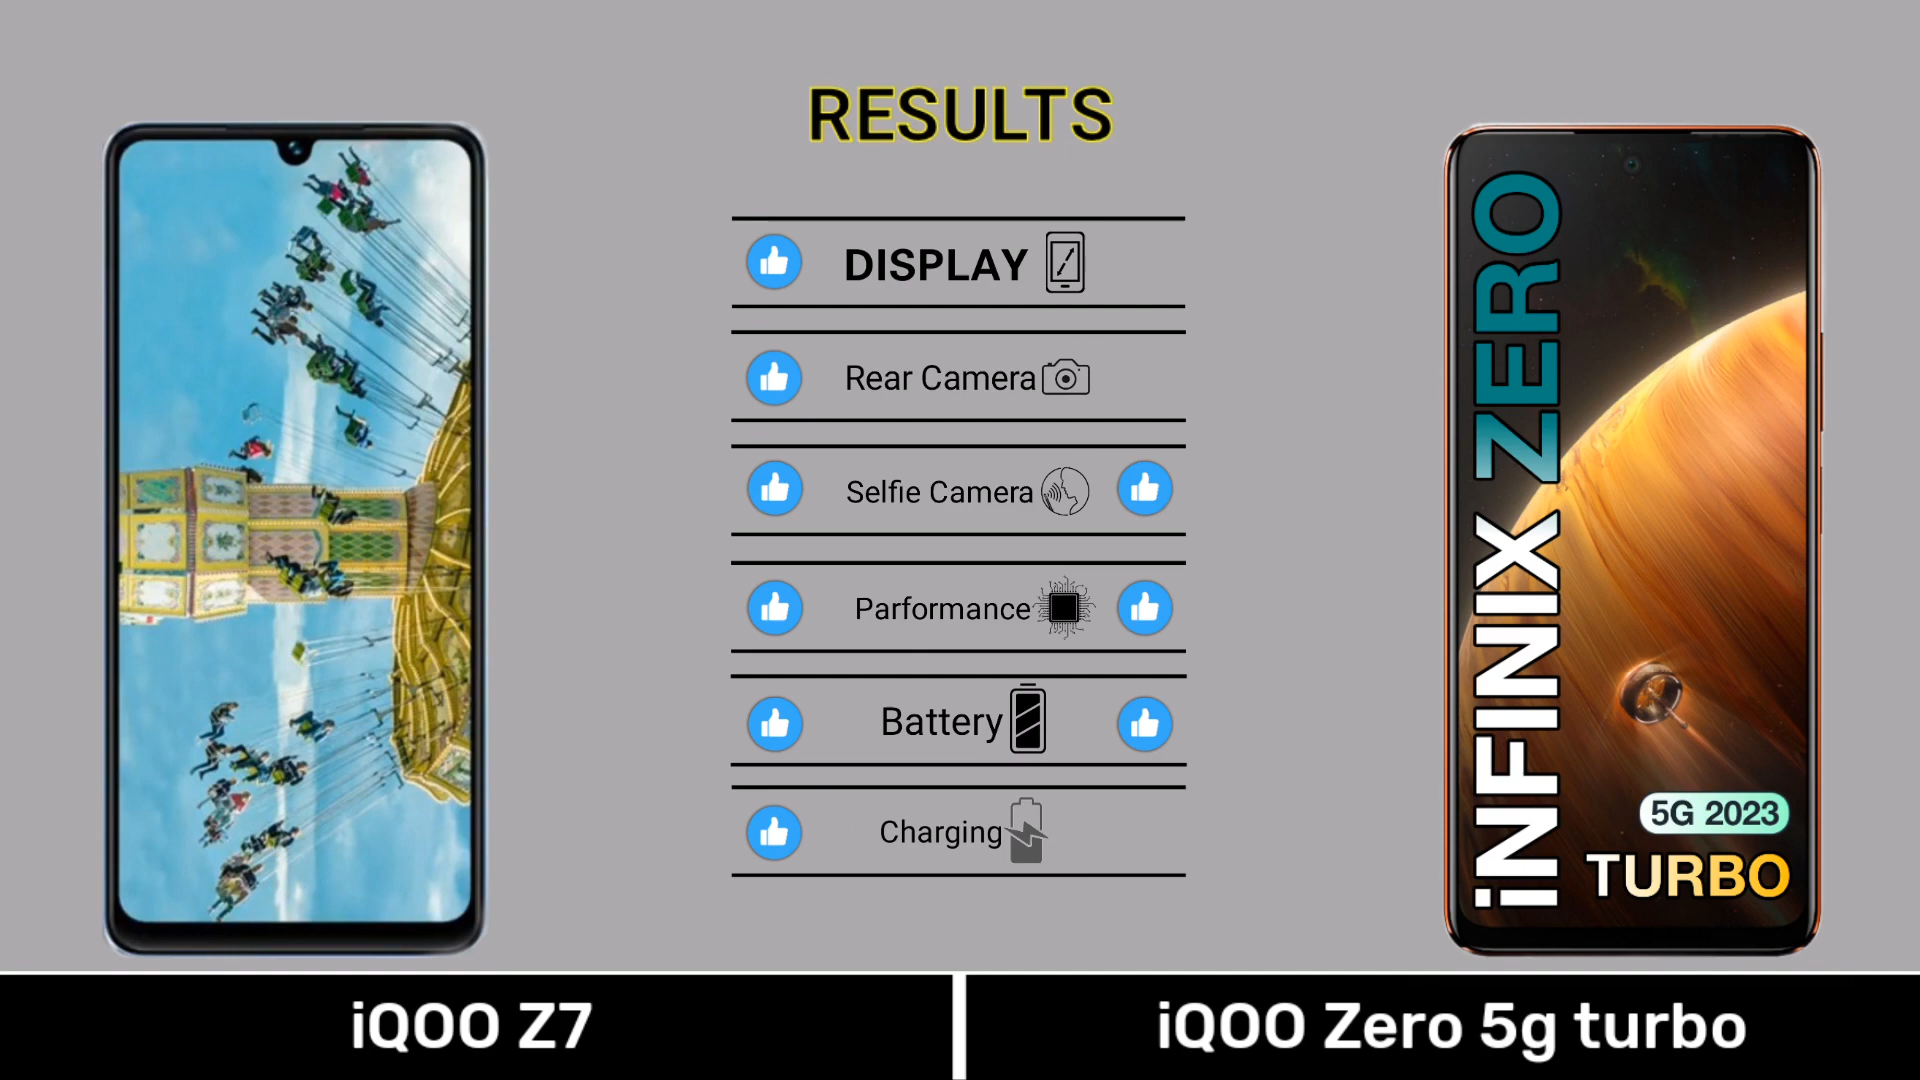 RESULTS
DISPLAY
Rear Camera
Selfie Camera
Parformance
Battery
Charging
iNFINIX ZERO
5G 2023
TURBO
iQOO Z7
iQOO Zero 5g turbo